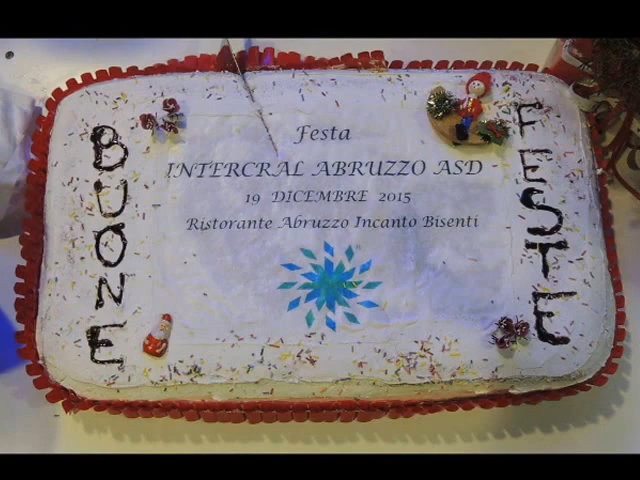 BUONE
Festa
INTERCRAL ABRUZZO ASD
19 DICEMBRE 2015
Ristorante Abruzzo Incanto Bisenti
FESTE